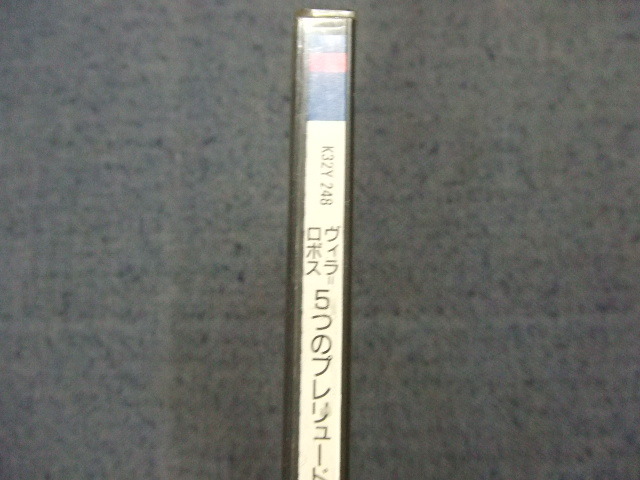 K32Y 248
ヴィラ=
ロボス
5つのプレリュード